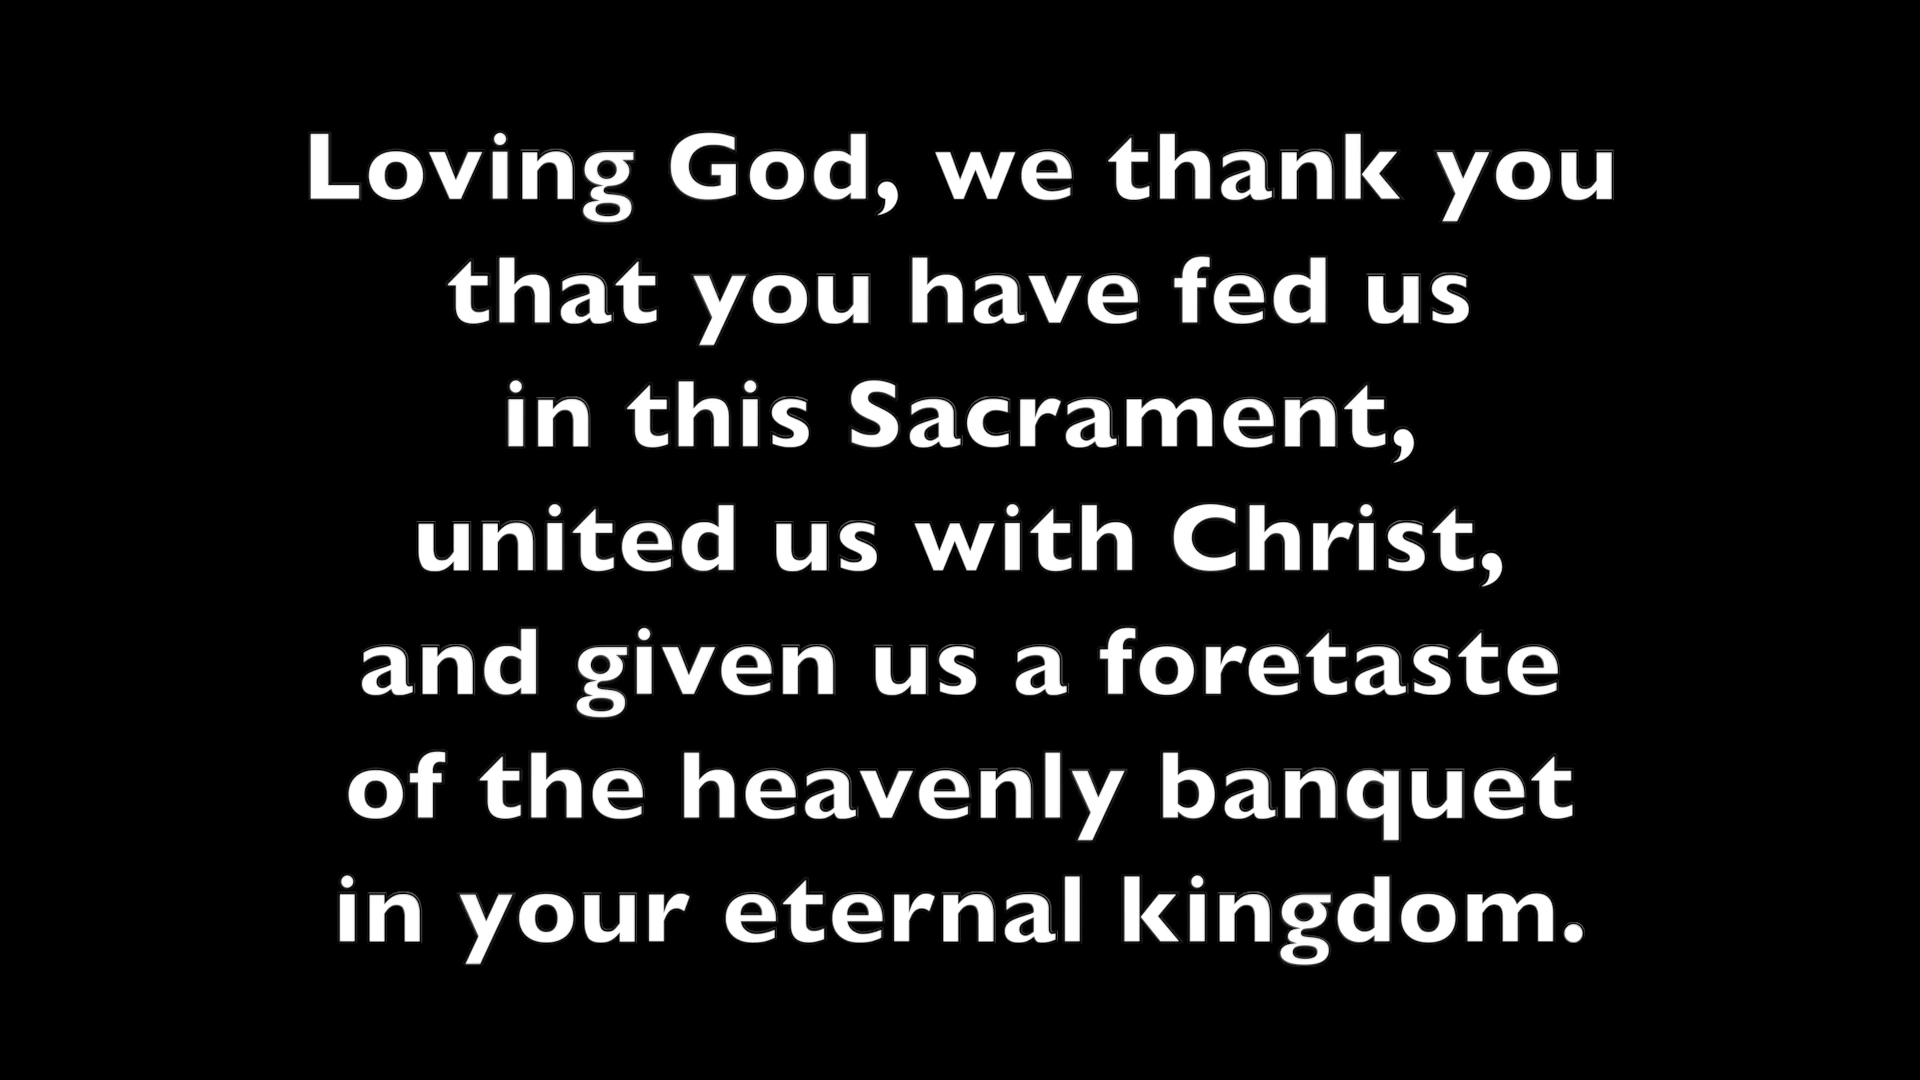 Loving God, we thank you
that you have fed us
in this Sacrament,
united us with Christ,
and given us a foretaste
of the heavenly banquet
in your eternal kingdom.